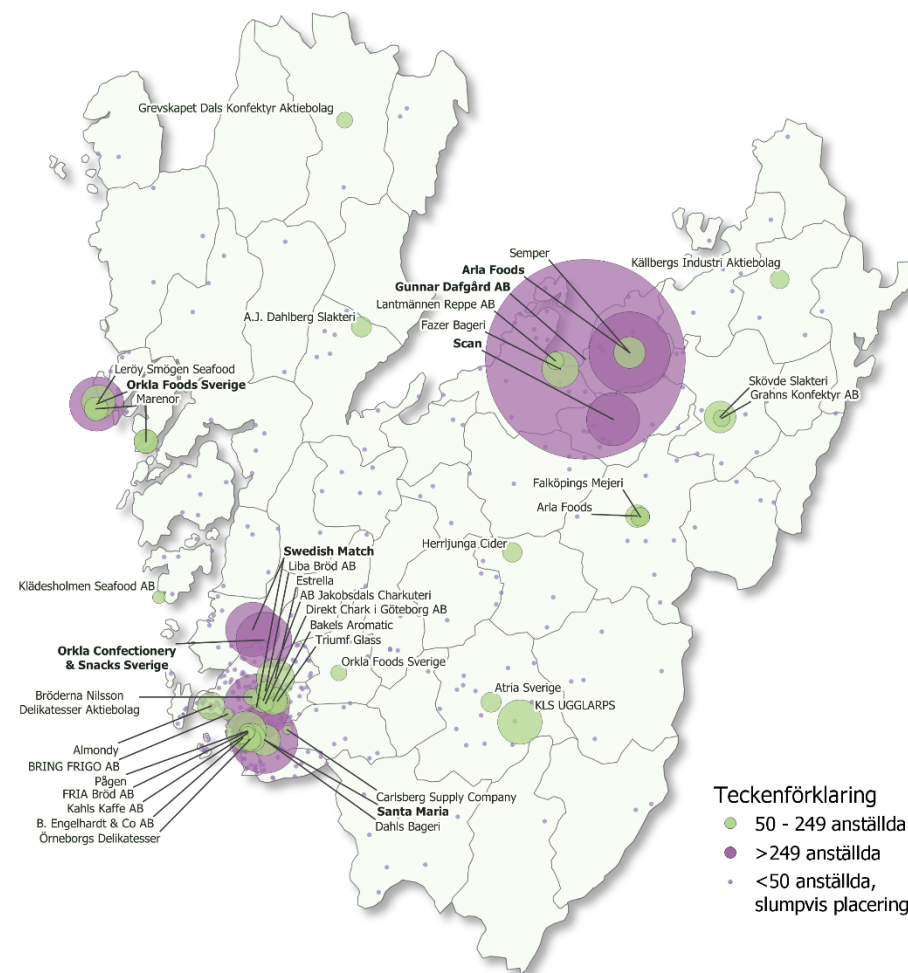 Grevskapet Dals Konfektyr Aktiebolag
Semper
Källbergs Industri Aktiebolag
Arla Foods
Gunnar Dafgård AB
Lantmännen Reppe AB
A.J. Dahlberg Slakteri
Fazer Bageri
Scan
Leröy Smögen Seafood
Orkla Foods Sverige
Marenor
Skövde Slakteri
Grahns Konfektyr AB
Falköpings Mejeri
Arla Foods
Herrljunga Cider
Klädesholmen Seafood AB
Swedish Match
Liba Bröd AB
Estrella
AB Jakobsdals Charkuteri
Direkt Chark i Göteborg AB
Bakels Aromatic
Triumf Glass
Orkla Confectionery
& Snacks Sverige
Orkla Foods Sverige
Bröderna Nilsson
Delikatesser Aktiebolag
Atria Sverige
KLS UGGLARPS
Almondy
BRING FRIGO AB
Pågen
FRIA Bröd AB
Kahls Kaffe AB
B. Engelhardt & Co AB
Örneborgs Delikatesser
Carlsberg Supply Company
Santa Maria
Dahls Bageri
Teckenförklaring
50 - 249 anställda
>249 anställda
<50 anställda,
slumpvis placering